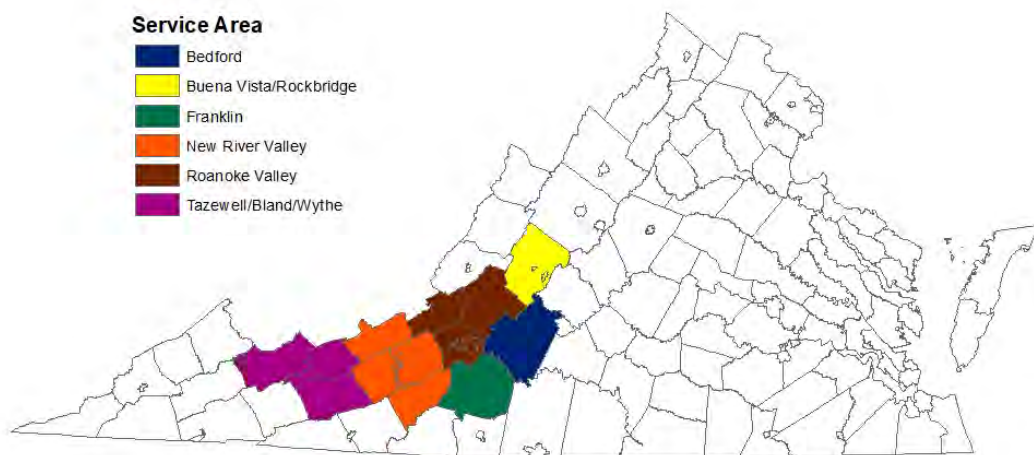 Service Area
Bedford
Buena Vista/Rockbridge
Franklin
New River Valley
Roanoke Valley
Tazewell/Bland/Wythe